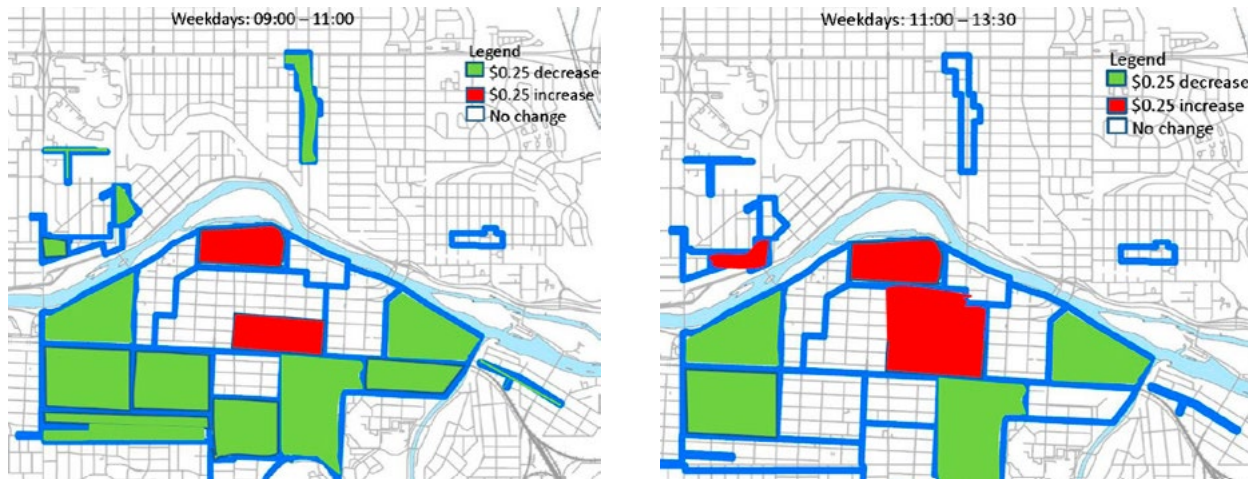 Weekdays: 09:00 – 11:00
Legend
$0.25 decrease
$0.25 increase
No change
Weekdays: 11:00 – 13:30
Legend
$0.25 decrease
$0.25 increase
No change